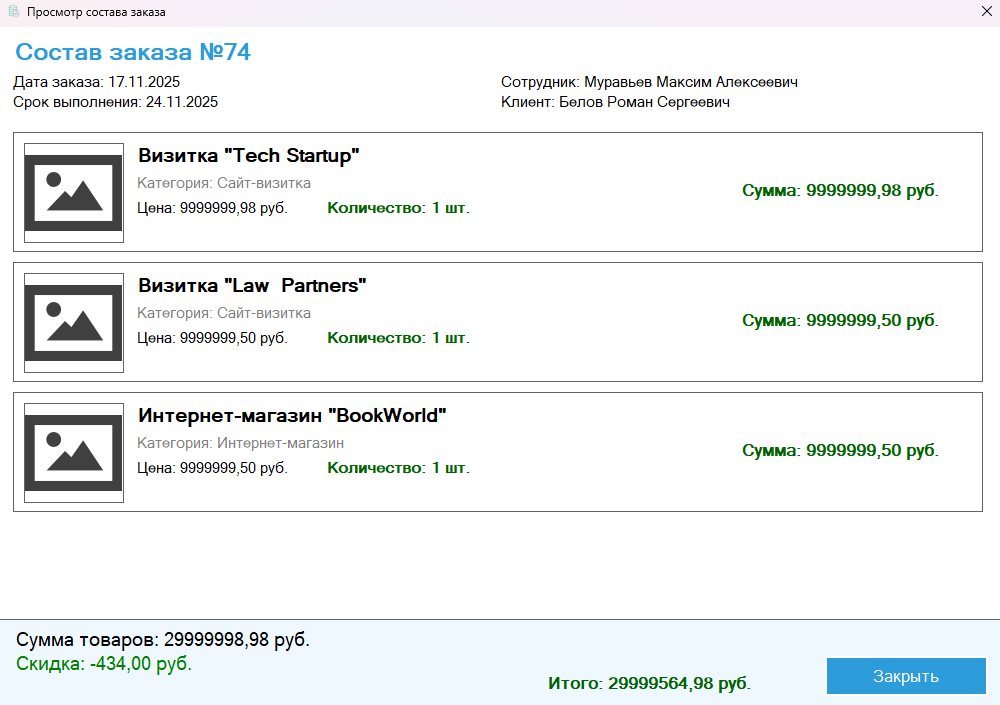 Просмотр состава заказа
Состав заказа №74
Дата заказа: 17.11.2025
Срок выполнения: 24.11.2025
Сотрудник: Муравьев Максим Алексеевич
Клиент: Белов Роман Сергеевич
Визитка "Tech Startup"
Категория: Сайт-визитка
Цена: 9999999,98 руб. Количество: 1 шт.
Сумма: 9999999,98 руб.
Визитка "Law  Partners"
Категория: Сайт-визитка
Цена: 9999999,50 руб. Количество: 1 шт.
Сумма: 9999999,50 руб.
Интернет-магазин "BookWorld"
Категория: Интернет-магазин
Цена: 9999999,50 руб. Количество: 1 шт.
Сумма: 9999999,50 руб.
Сумма товаров: 29999998,98 руб.
Скидка: -434,00 руб.
Итого: 29999564,98 руб.
Закрыть